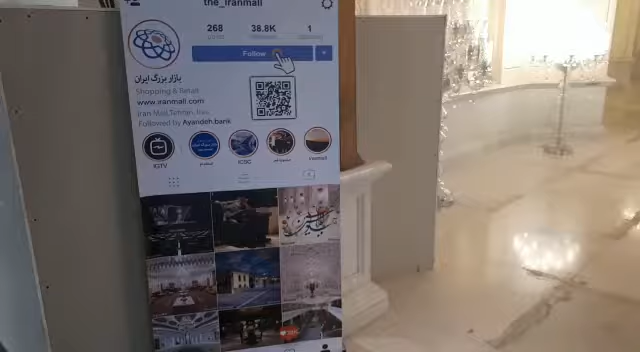 the_iranmall
268 38.8K 1
Follow
بازار بزرگ ایران
Shopping & Retail
www.iranmall.com
Iran Mall, Tehran, Iran
Followed by Ayandeh.bank
IGTV ICSC iranmall